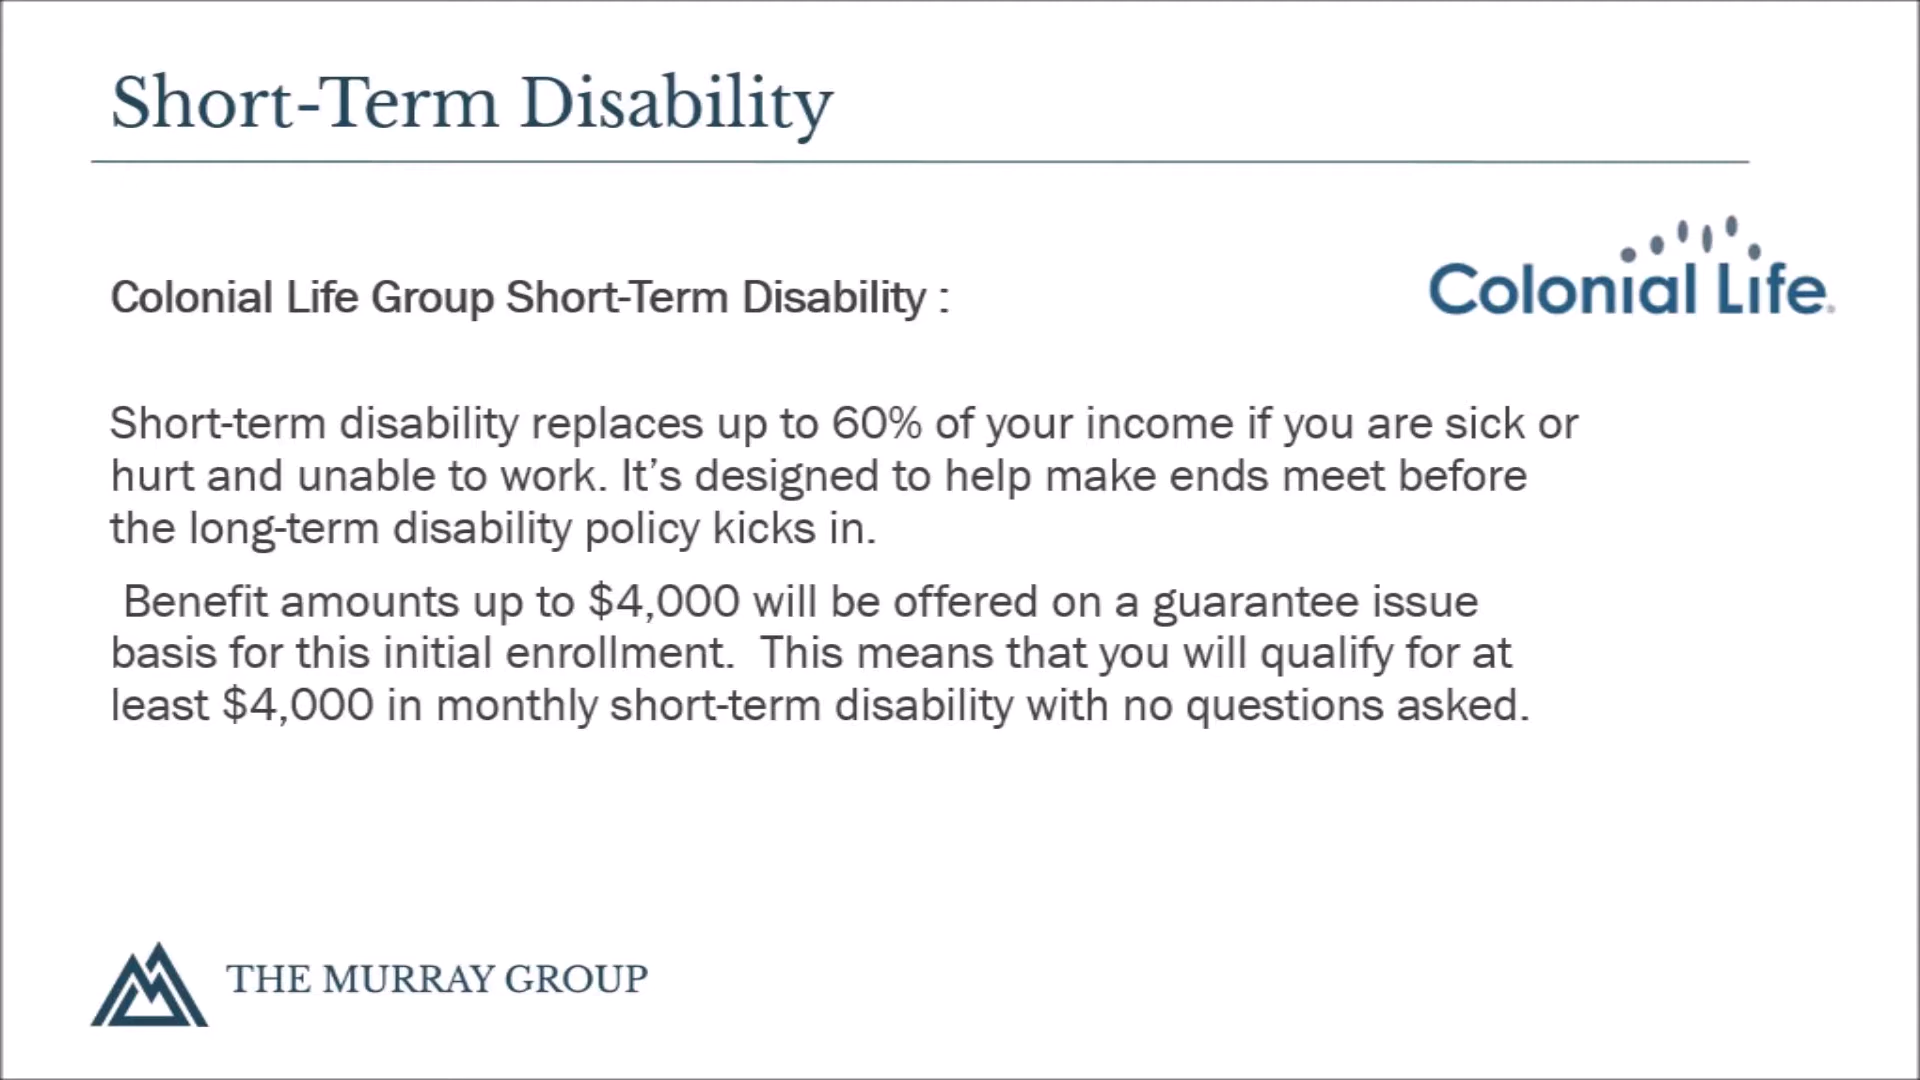 Short-Term Disability
Colonial Life
Colonial Life Group Short-Term Disability :
Short-term disability replaces up to 60% of your income if you are sick or
hurt and unable to work. It’s designed to help make ends meet before
the long-term disability policy kicks in.
Benefit amounts up to $4,000 will be offered on a guarantee issue
basis for this initial enrollment.  This means that you will qualify for at
least $4,000 in monthly short-term disability with no questions asked.
THE MURRAY GROUP